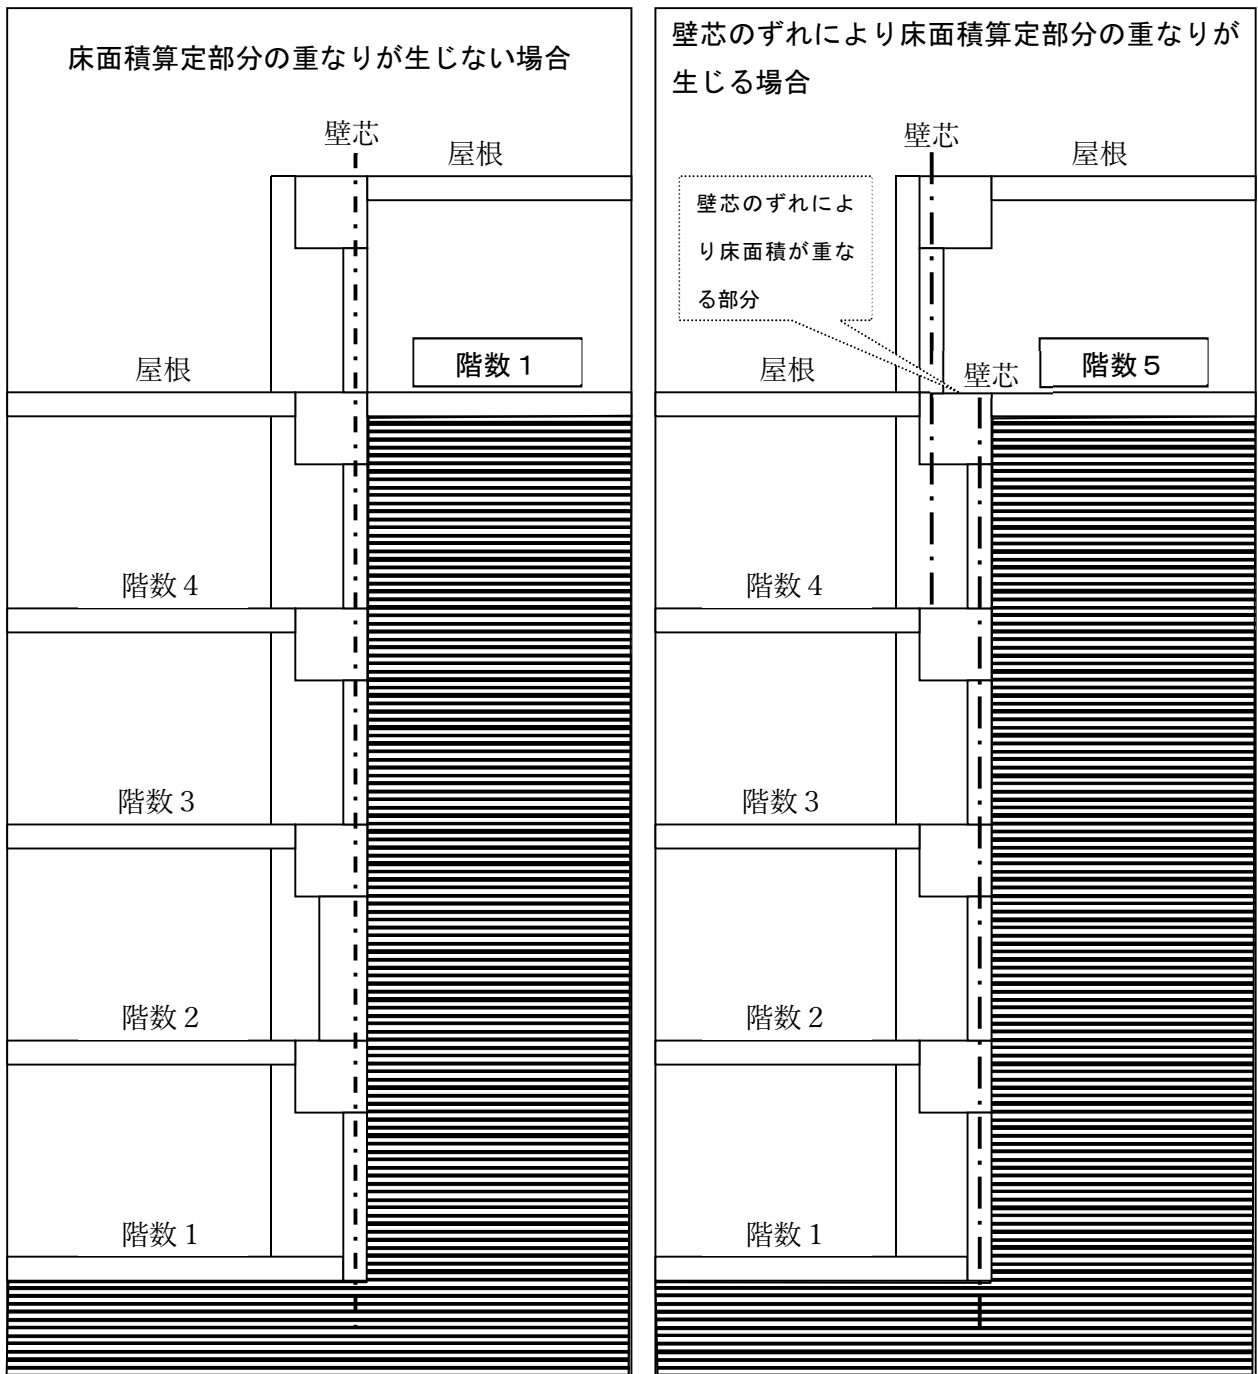 床面積算定部分の重なりが生じない場合
壁芯
屋根
屋根
階数1
階数4
階数3
階数2
階数1
壁芯のずれにより床面積算定部分の重なりが
生じる場合
壁芯
屋根
壁芯のずれによ
り床面積が重な
る部分
屋根
壁芯
階数5
階数4
階数3
階数2
階数1